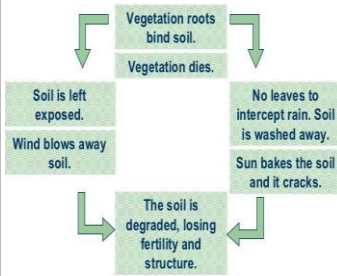 Vegetation roots
bind soil.
Vegetation dies.
Soil is left
exposed.
Wind blows away
soil.
No leaves to
intercept rain. Soil
is washed away.
Sun bakes the soil
and it cracks.
The soil is
degraded, losing
fertility and
structure.